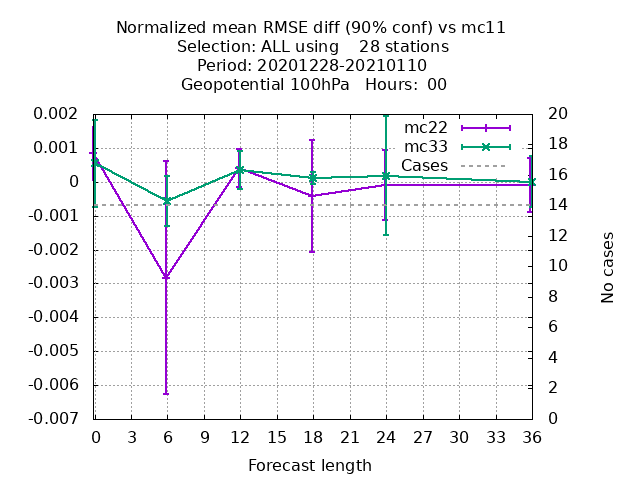 Normalized mean RMSE diff (90% conf) vs mc11
Selection: ALL using    28 stations
Period: 20201228-20210110
Geopotential 100hPa   Hours:  00
0.002
0.001
0
-0.001
-0.002
-0.003
-0.004
-0.005
-0.006
-0.007
mc22
mc33
Cases
20
18
16
14
12
10
8
6
4
2
0
No cases
0 3 6 9 12 15 18 21 24 27 30 33 36
Forecast length